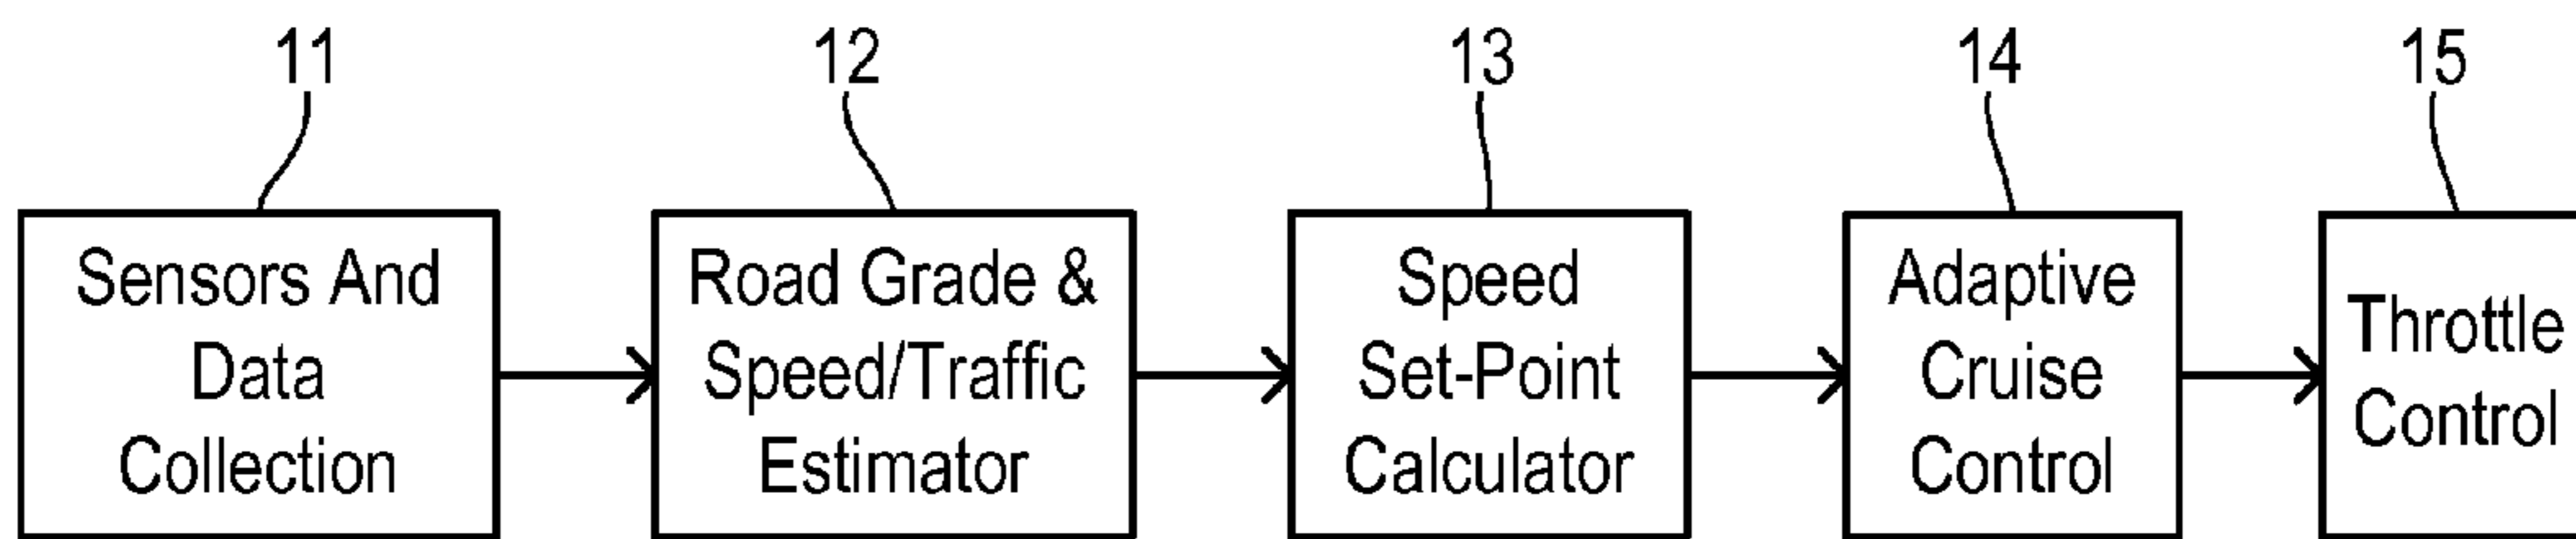 11
12
13
14
15
Sensors And
Data
Collection
Road Grade &
Speed/Traffic
Estimator
Speed
Set-Point
Calculator
Adaptive
Cruise
Control
Throttle
Control